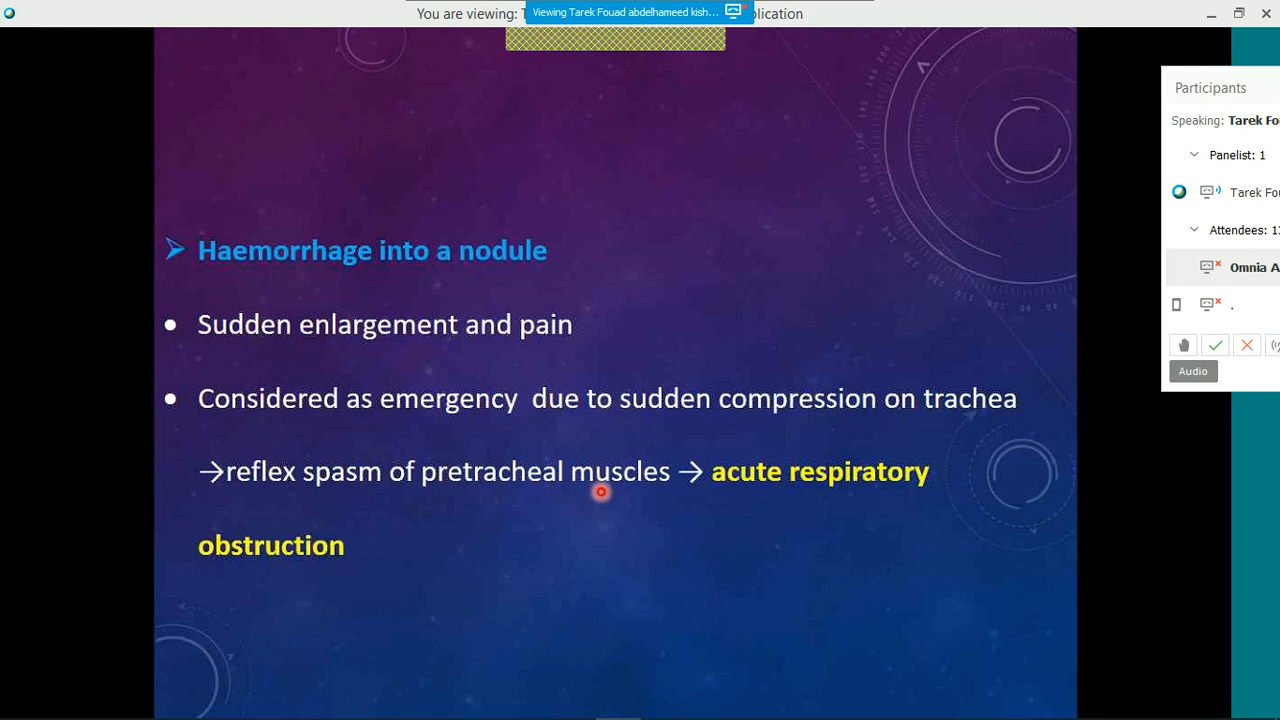 You are viewing:
Viewing Tarek Fouad abdelhameed kish...
Participants
Speaking: Tarek Fo
Panelist: 1
Tarek Fo
Attendees:
Omnia A
.
Audio
➢ Haemorrhage into a nodule
• Sudden enlargement and pain
• Considered as emergency due to sudden compression on trachea
→reflex spasm of pretracheal muscles → acute respiratory
obstruction